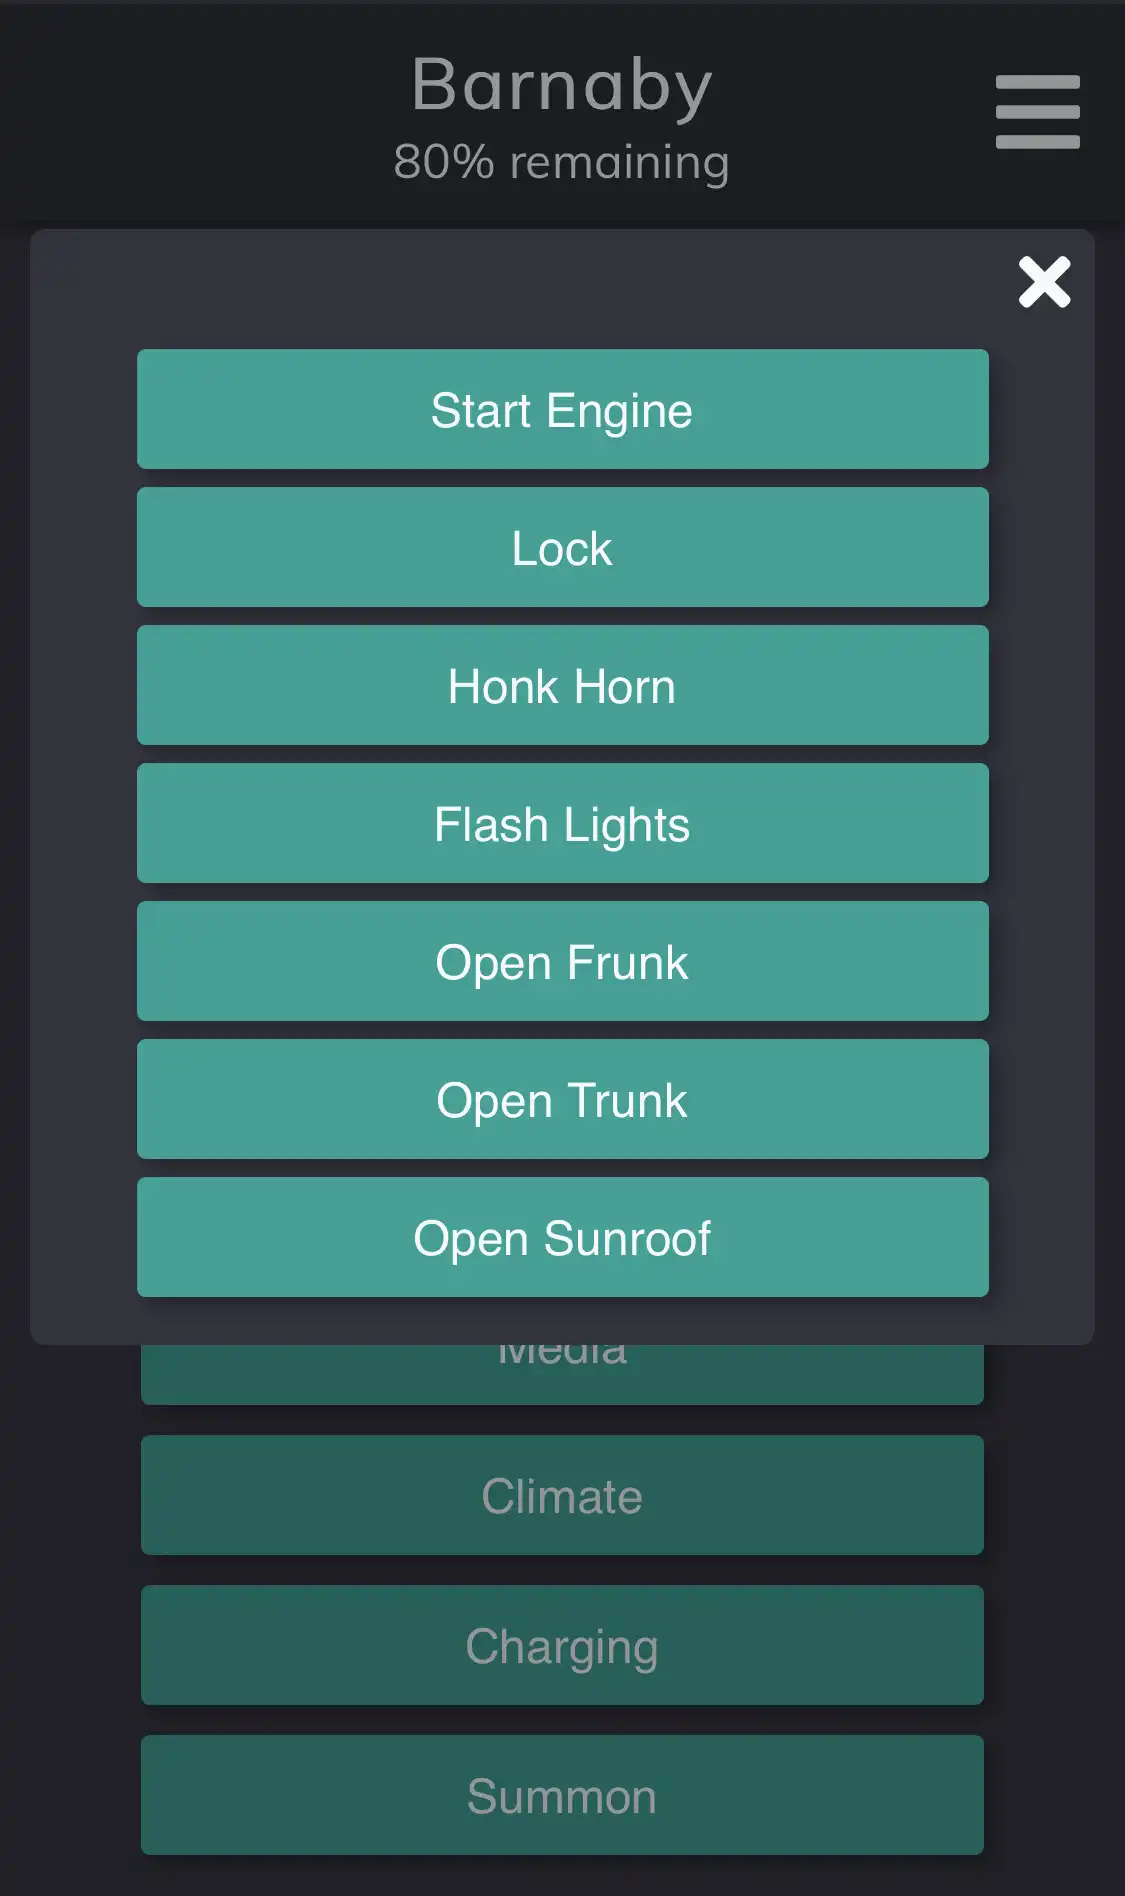 Barnaby
80% remaining
Start Engine
Lock
Honk Horn
Flash Lights
Open Frunk
Open Trunk
Open Sunroof
Media
Climate
Charging
Summon